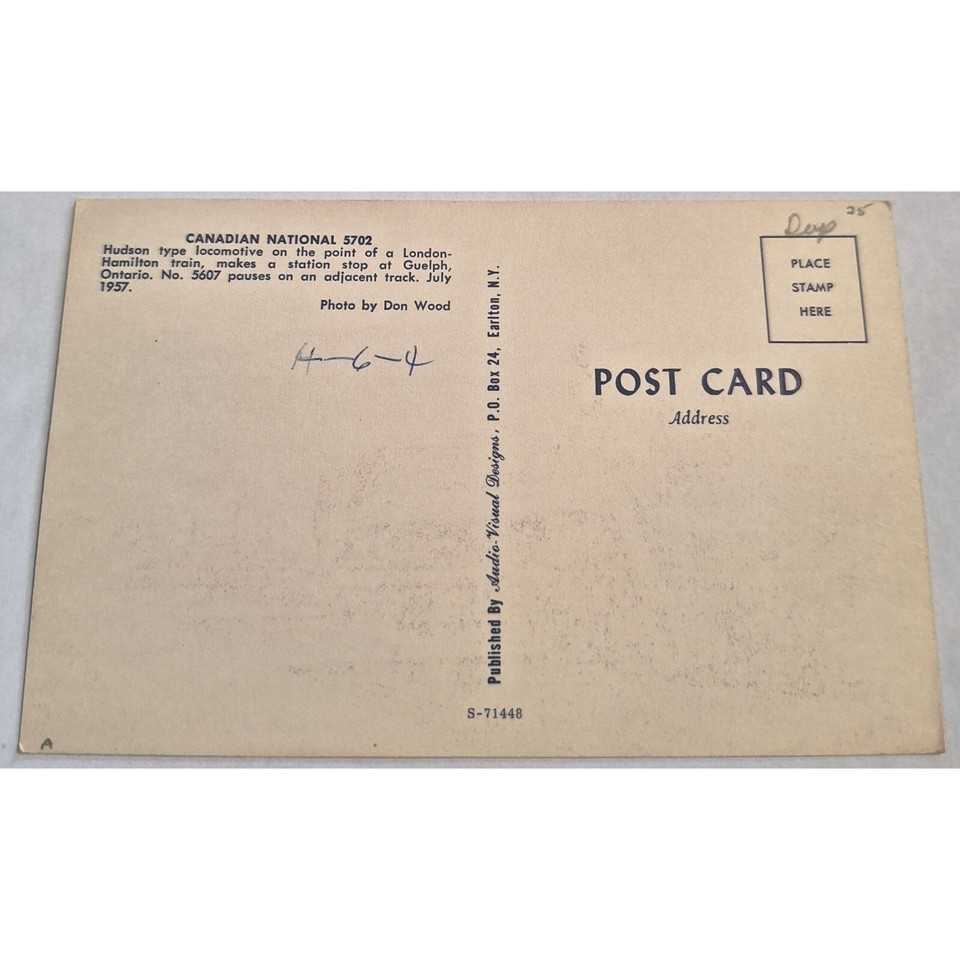 CANADIAN NATIONAL 5702
Hudson type locomotive on the point of a London-
Hamilton train, makes a station stop at Guelph,
Ontario. No. 5607 pauses on an adjacent track. July
1957.
Photo by Don Wood
4-6-4
Published By Audio-Visual Designs, P.O. Box 24, Earlton, N.Y.
S-71448
A
25
PLACE
STAMP
HERE
POST CARD
Address